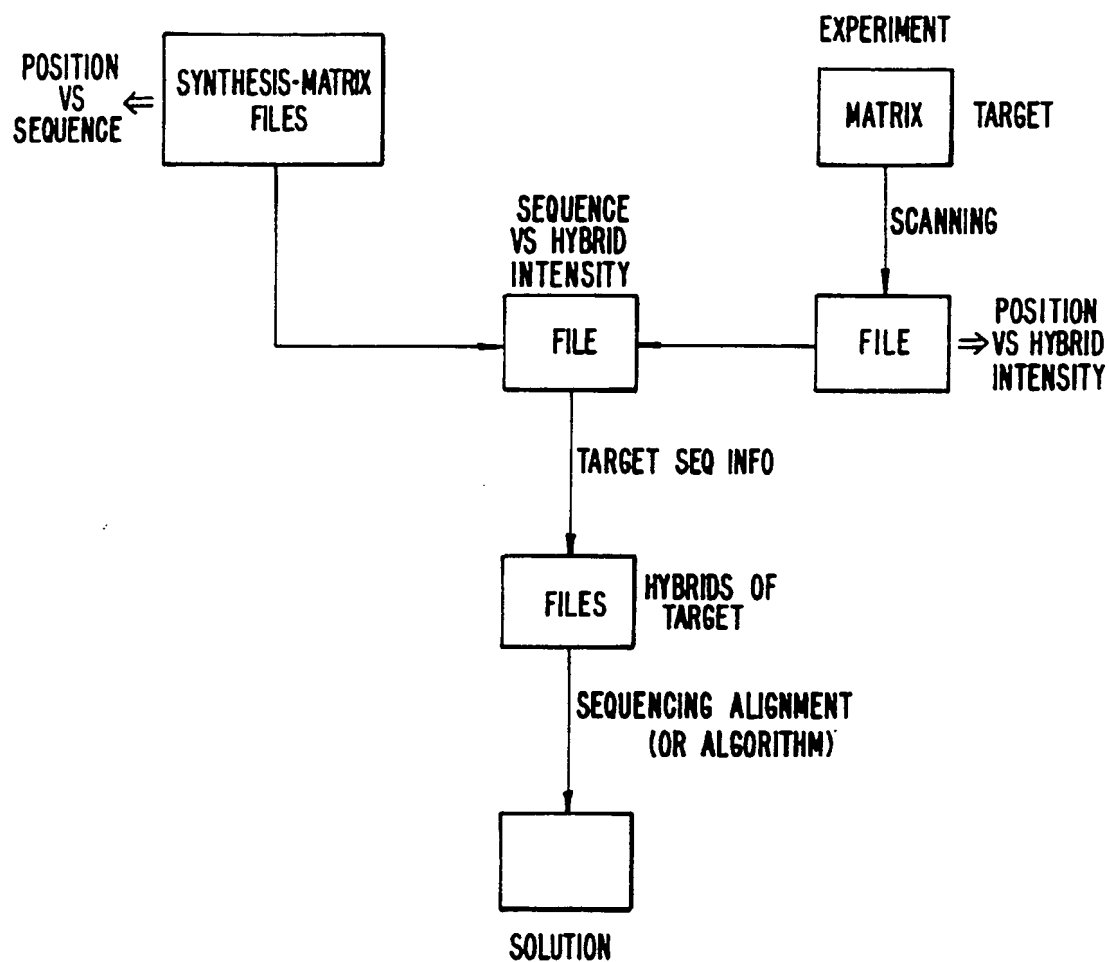 EXPERIMENT
POSITION
VS
SEQUENCE
⇐
SYNTHESIS-MATRIX
FILES
MATRIX
TARGET
SCANNING
SEQUENCE
VS HYBRID
INTENSITY
FILE
FILE
⇒
POSITION
VS HYBRID
INTENSITY
TARGET SEQ INFO
FILES
HYBRIDS OF
TARGET
SEQUENCING ALIGNMENT
(OR ALGORITHM)
SOLUTION